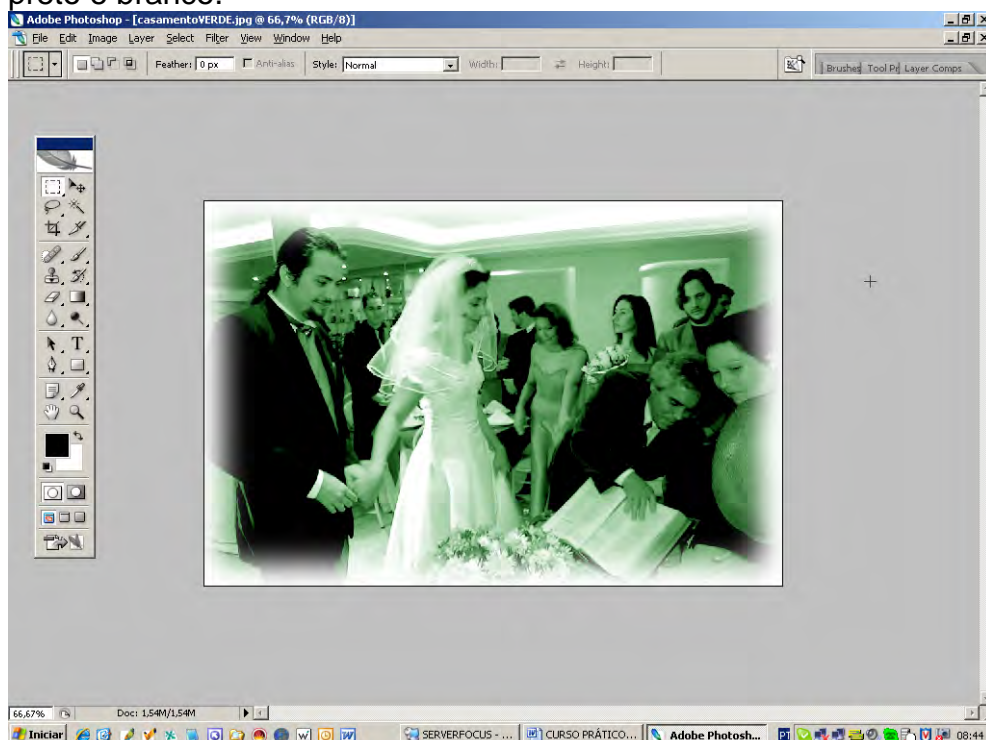 preto e branco.
Adobe Photoshop - [casamentoVERDE.jpg @ 66,7% (RGB/8)]
File Edit Image Layer Select Filter View Window Help
Feather: 0 px Anti-alias Style: Normal Width: Height: Brushes Tool Pr Layer Comps
66,67% Doc: 1,54M/1,54M
Iniciar SERVERFOCUS - ... CURSO PRÁTICO... Adobe Photosh... PT 08:44